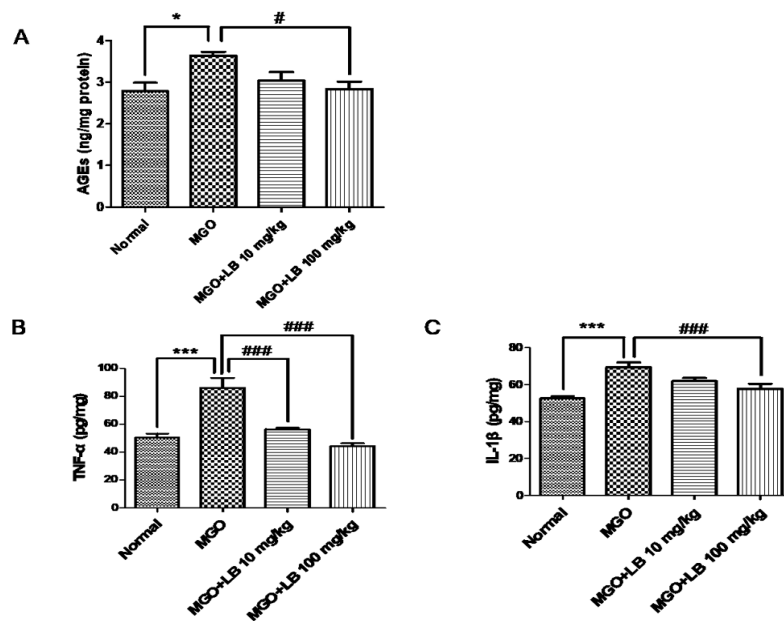 A
* #
AGEs (ng/mg protein)
4
3
2
1
0
Normal
MGO
MGO+LB 10 mg/kg
MGO+LB 100 mg/kg
B
###
*** ###
TNF-α (pg/mg)
100
80
60
40
20
0
Normal
MGO
MGO+LB 10 mg/kg
MGO+LB 100 mg/kg
C
*** ###
IL-1β (pg/mg)
80
60
40
20
0
Normal
MGO
MGO+LB 10 mg/kg
MGO+LB 100 mg/kg